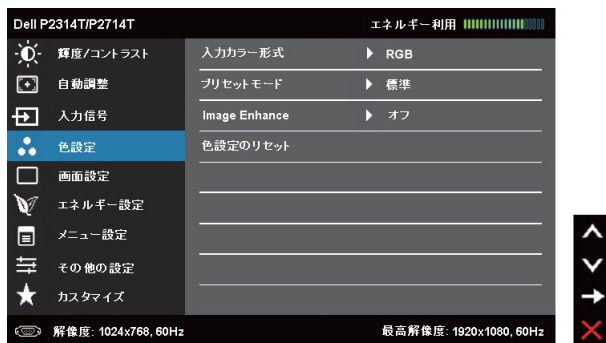 Dell P2314T/P2714T エネルギー利用
輝度/コントラスト 入力カラー形式 RGB
自動調整 プリセットモード 標準
入力信号 Image Enhance オフ
色設定 色設定のリセット
画面設定
エネルギー設定
メニュー設定
その他の設定
カスタマイズ
解像度: 1024x768, 60Hz 最高解像度: 1920x1080, 60Hz